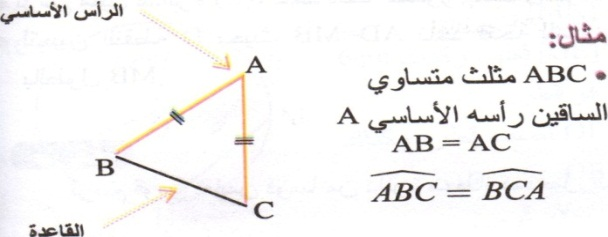 الرأس الأساسي
مثال:
• ABC مثلث متساوي
الساقين رأسه الأساسي A
AB = AC
ABC = BCA
A
B
C
القاعدة